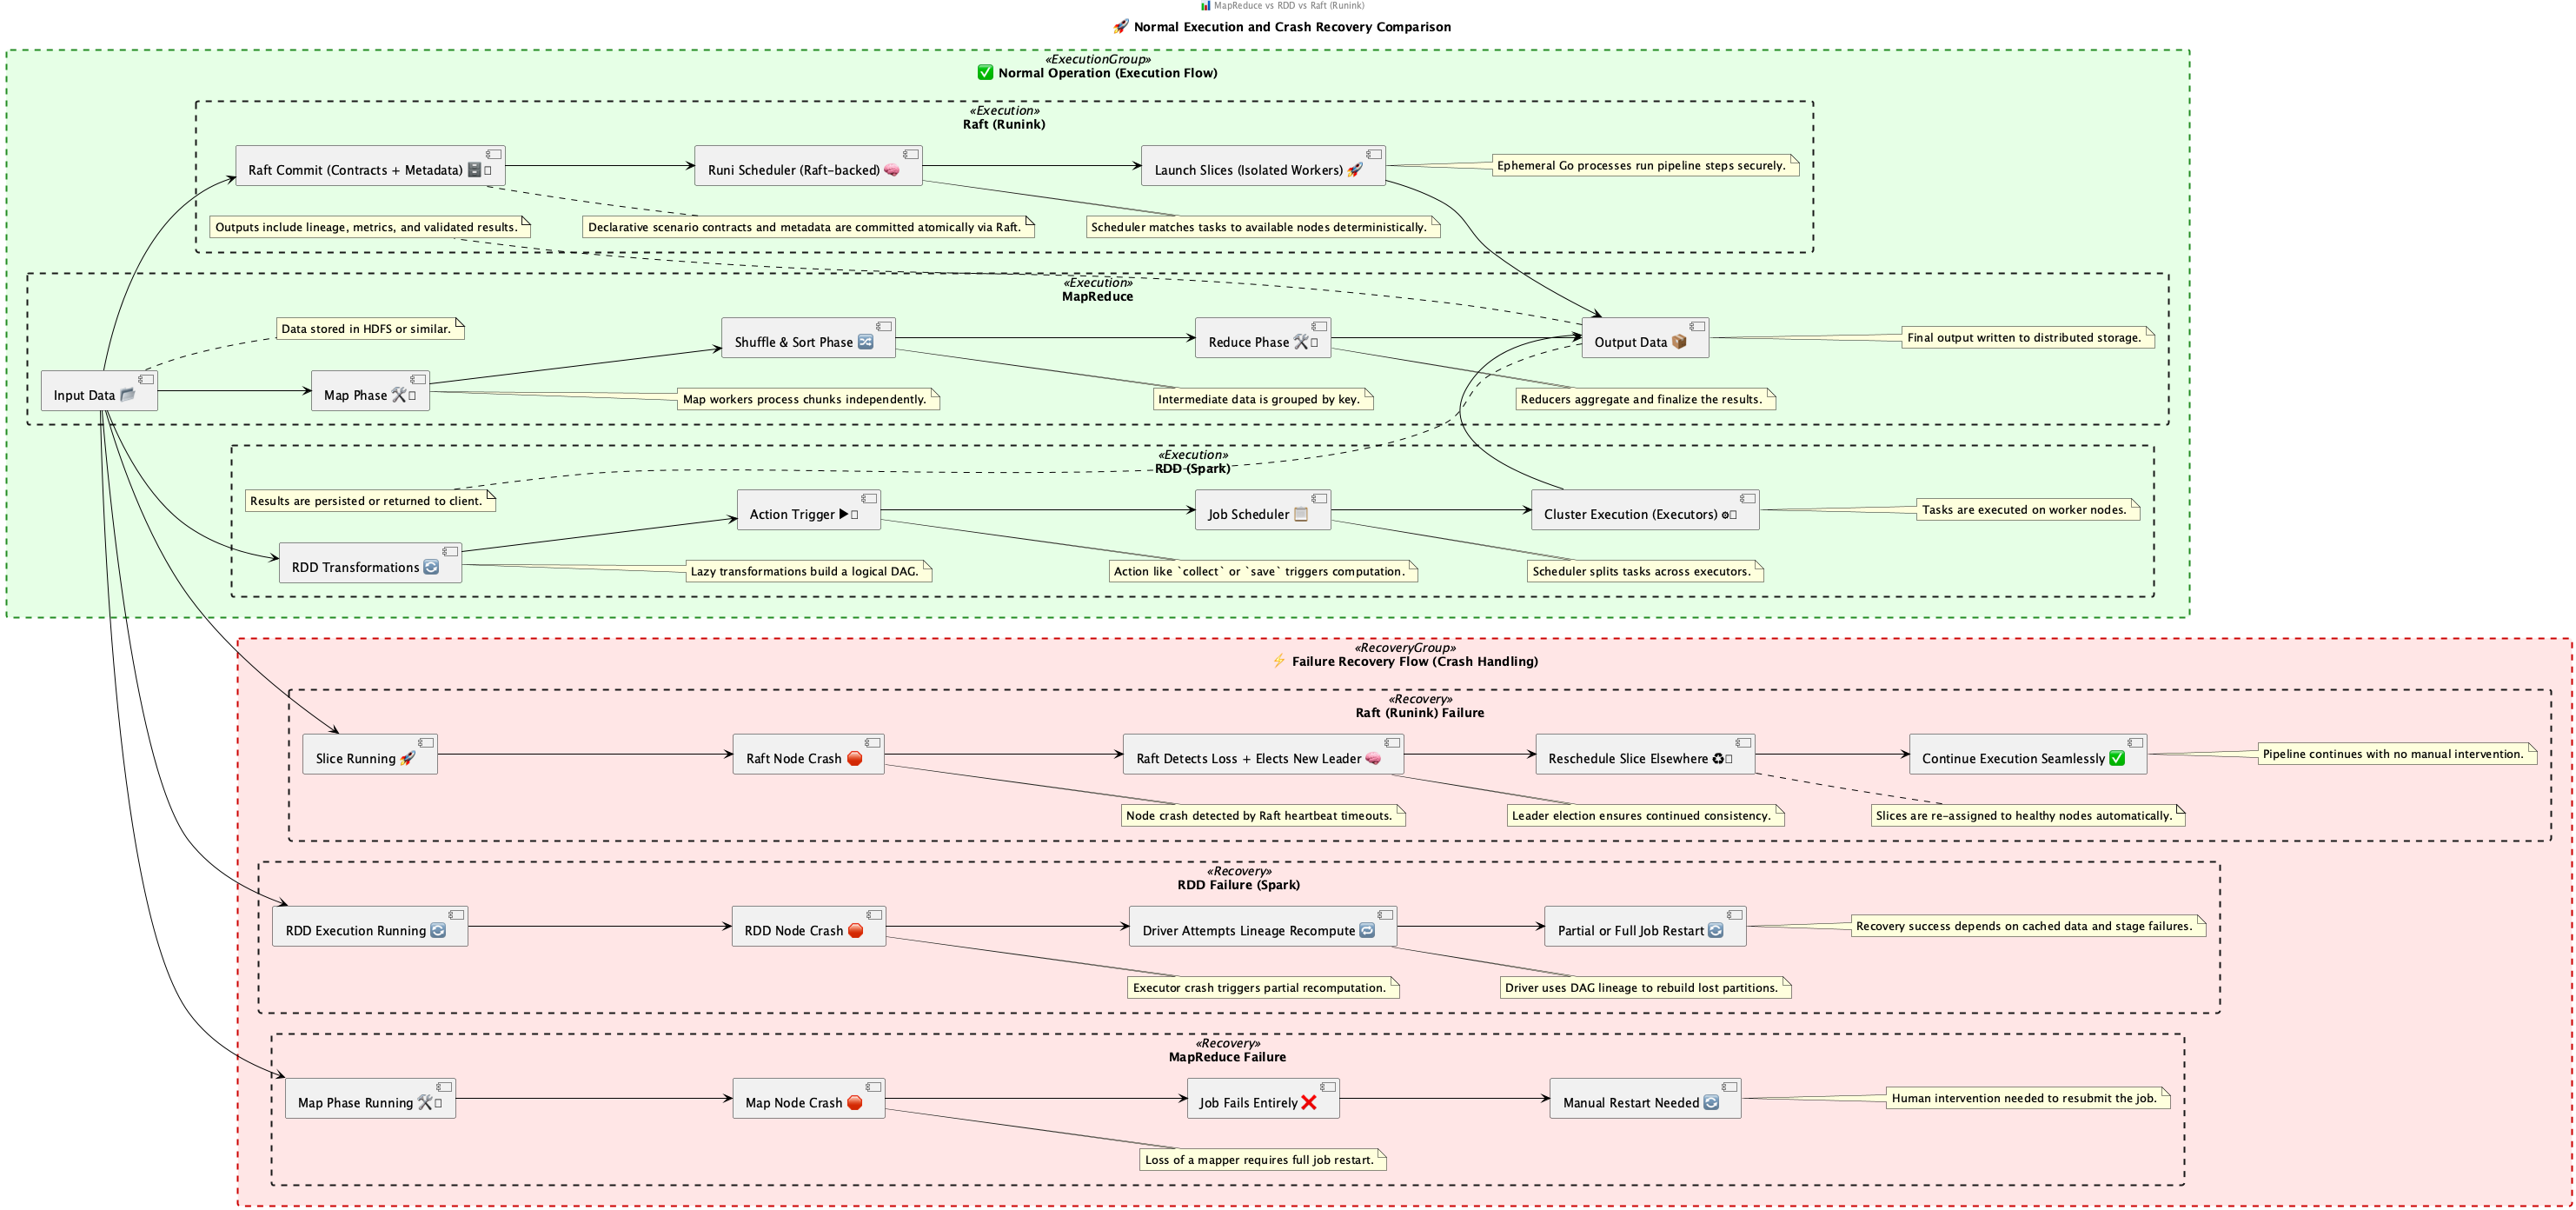 📊 MapReduce vs RDD vs Raft (Runink)
🚀 Normal Execution and Crash Recovery Comparison
«ExecutionGroup»
✅ Normal Operation (Execution Flow)
«Execution»
Raft (Runink)
Raft Commit (Contracts + Metadata) 🗄️
Runi Scheduler (Raft-backed) 🧠
Launch Slices (Isolated Workers) 🚀
Ephemeral Go processes run pipeline steps securely.
Outputs include lineage, metrics, and validated results.
Declarative scenario contracts and metadata are committed atomically via Raft.
Scheduler matches tasks to available nodes deterministically.
«Execution»
MapReduce
Data stored in HDFS or similar.
Shuffle & Sort Phase 🔀
Reduce Phase 🛠️
Output Data 📦
Final output written to distributed storage.
Input Data 📂
Map Phase 🛠️
Map workers process chunks independently.
Intermediate data is grouped by key.
Reducers aggregate and finalize the results.
«Execution»
RDD (Spark)
Results are persisted or returned to client.
Action Trigger ▶️
Job Scheduler 📋
Cluster Execution (Executors) ⚙️
Tasks are executed on worker nodes.
RDD Transformations 🔄
Lazy transformations build a logical DAG.
Action like `collect` or `save` triggers computation.
Scheduler splits tasks across executors.
«RecoveryGroup»
⚡ Failure Recovery Flow (Crash Handling)
«Recovery»
Raft (Runink) Failure
Slice Running 🚀
Raft Node Crash 🛑
Raft Detects Loss + Elects New Leader 🧠
Reschedule Slice Elsewhere ♻️
Continue Execution Seamlessly ✅
Pipeline continues with no manual intervention.
Node crash detected by Raft heartbeat timeouts.
Leader election ensures continued consistency.
Slices are re-assigned to healthy nodes automatically.
«Recovery»
RDD Failure (Spark)
RDD Execution Running 🔄
RDD Node Crash 🛑
Driver Attempts Lineage Recompute 🔁
Partial or Full Job Restart 🔄
Recovery success depends on cached data and stage failures.
Executor crash triggers partial recomputation.
Driver uses DAG lineage to rebuild lost partitions.
«Recovery»
MapReduce Failure
Map Phase Running 🛠️
Map Node Crash 🛑
Job Fails Entirely ❌
Manual Restart Needed 🔄
Human intervention needed to resubmit the job.
Loss of a mapper requires full job restart.